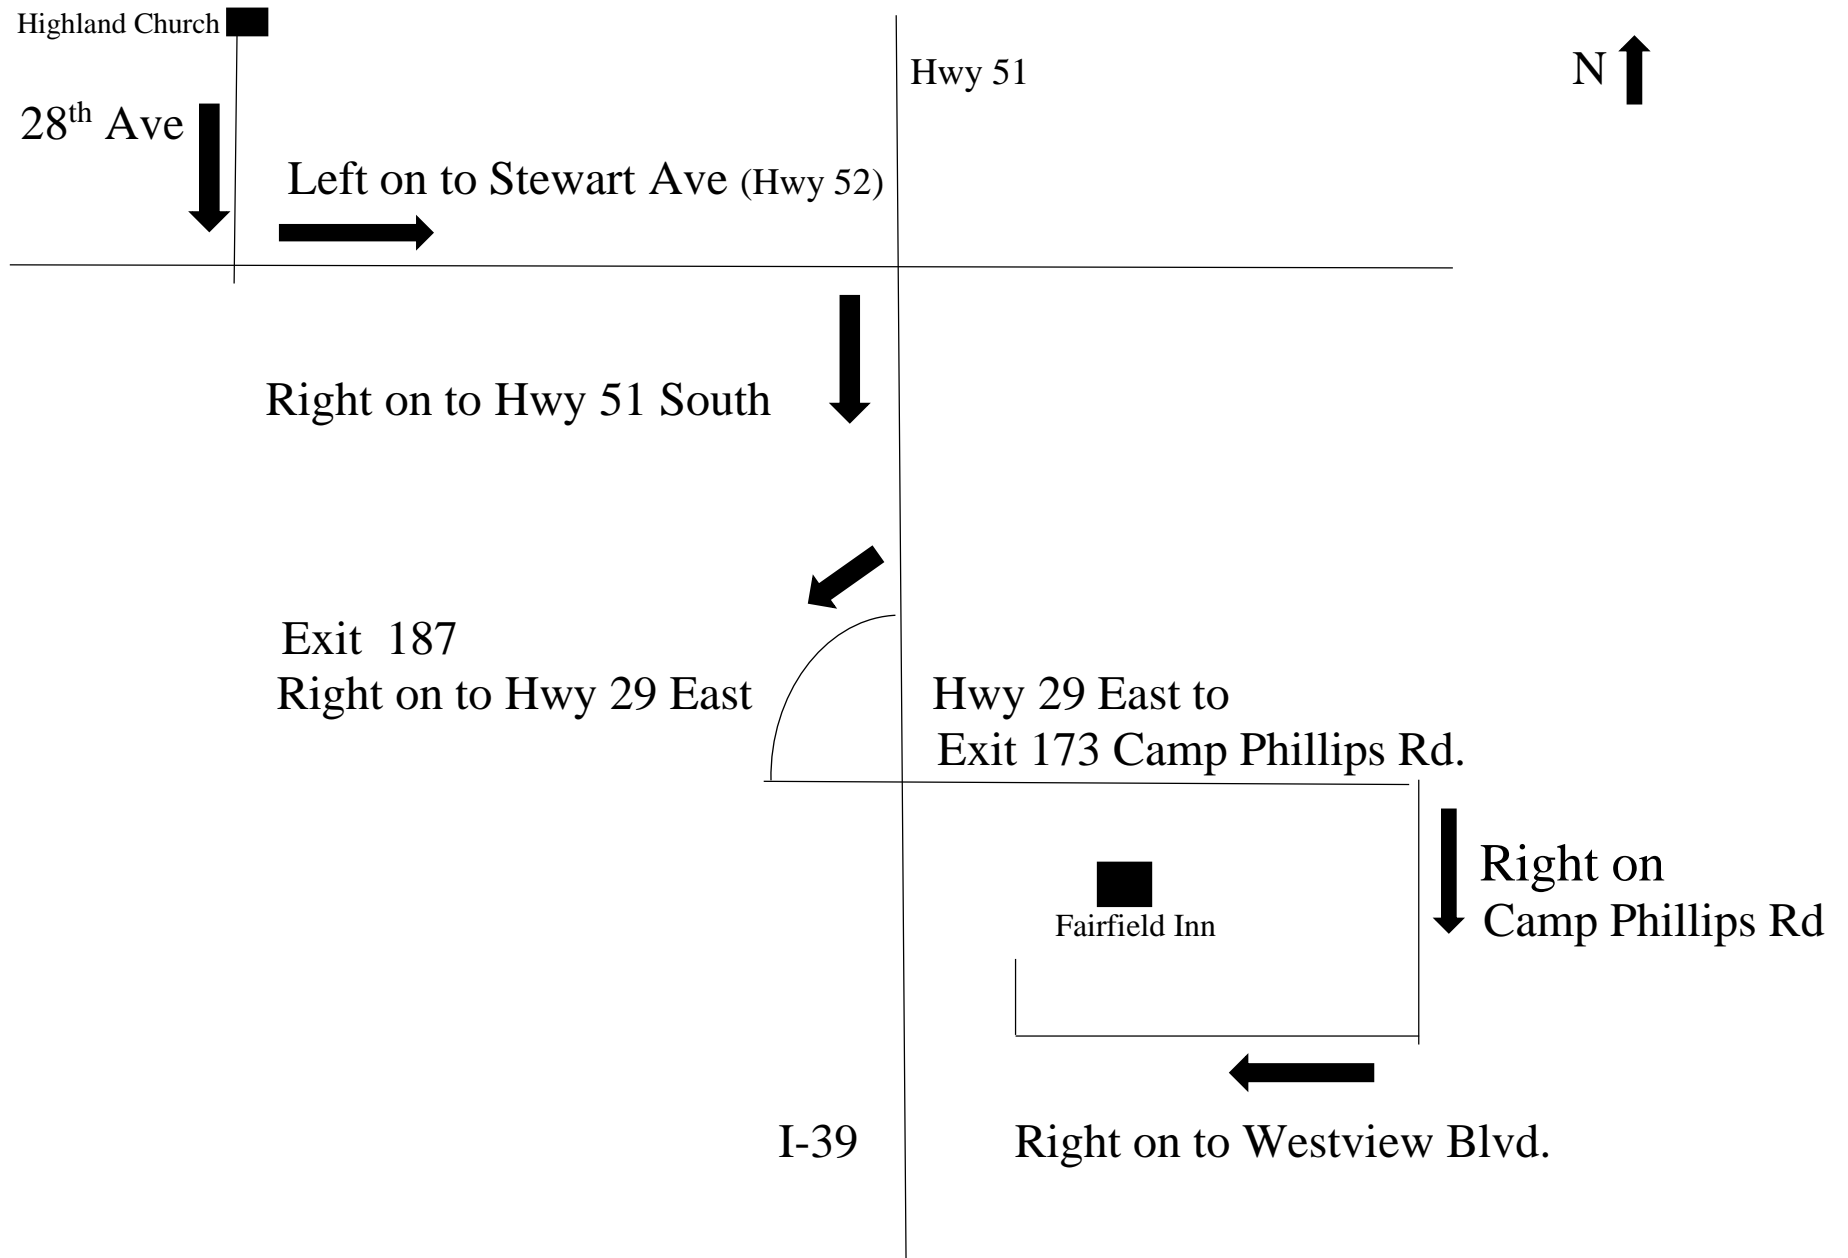 Highland Church
Hwy 51
N
28th Ave
Left on to Stewart Ave (Hwy 52)
Right on to Hwy 51 South
Exit 187
Right on to Hwy 29 East
Hwy 29 East to
Exit 173 Camp Phillips Rd.
Right on
Camp Phillips Rd
Fairfield Inn
I-39
Right on to Westview Blvd.